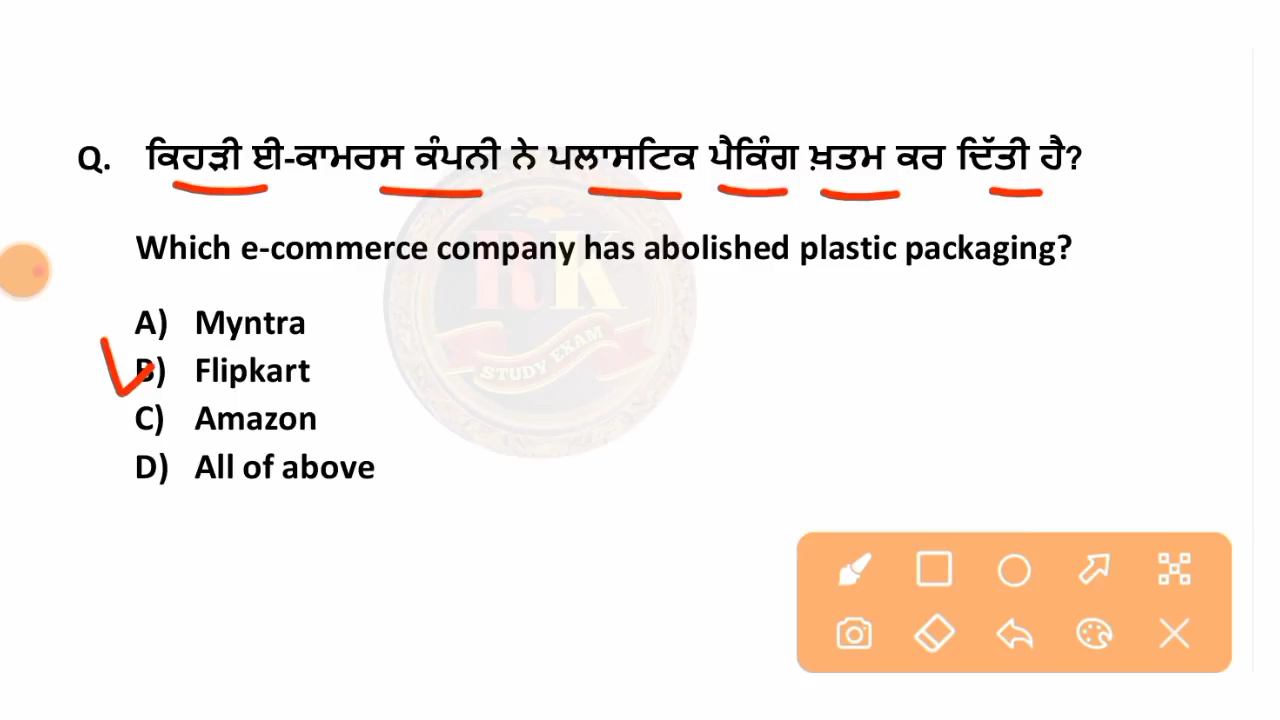 Q. ਕਿਹੜੀ ਈ-ਕਾਮਰਸ ਕੰਪਨੀ ਨੇ ਪਲਾਸਟਿਕ ਪੈਕਿੰਗ ਖ਼ਤਮ ਕਰ ਦਿੱਤੀ ਹੈ?
Which e-commerce company has abolished plastic packaging?
RK
STUDY EXAM
A) Myntra
B) Flipkart
C) Amazon
D) All of above